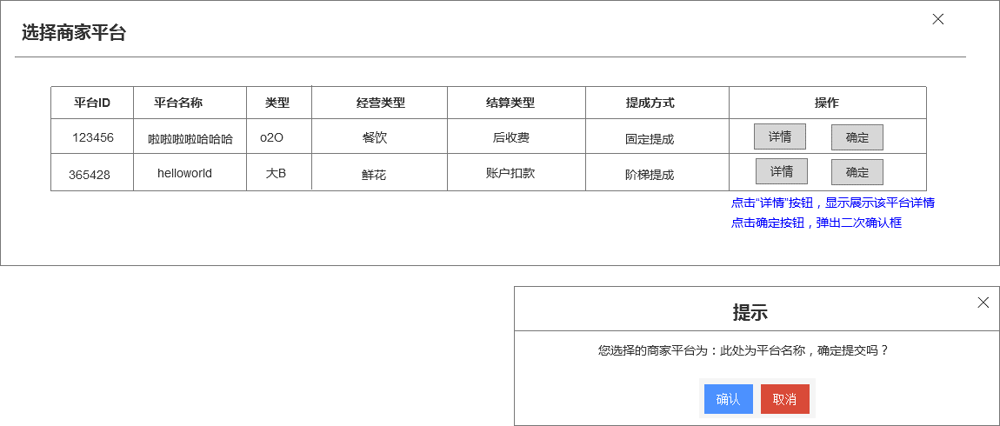 选择商家平台
平台ID 平台名称 类型 经营类型 结算类型 提成方式 操作
123456 啦啦啦啦哈哈哈 o2O 餐饮 后收费 固定提成 详情 确定
365428 helloworld 大B 鲜花 账户扣款 阶梯提成 详情 确定
点击“详情”按钮，显示展示该平台详情
点击确定按钮，弹出二次确认框
提示
您选择的商家平台为：此处为平台名称，确定提交吗？
确认 取消